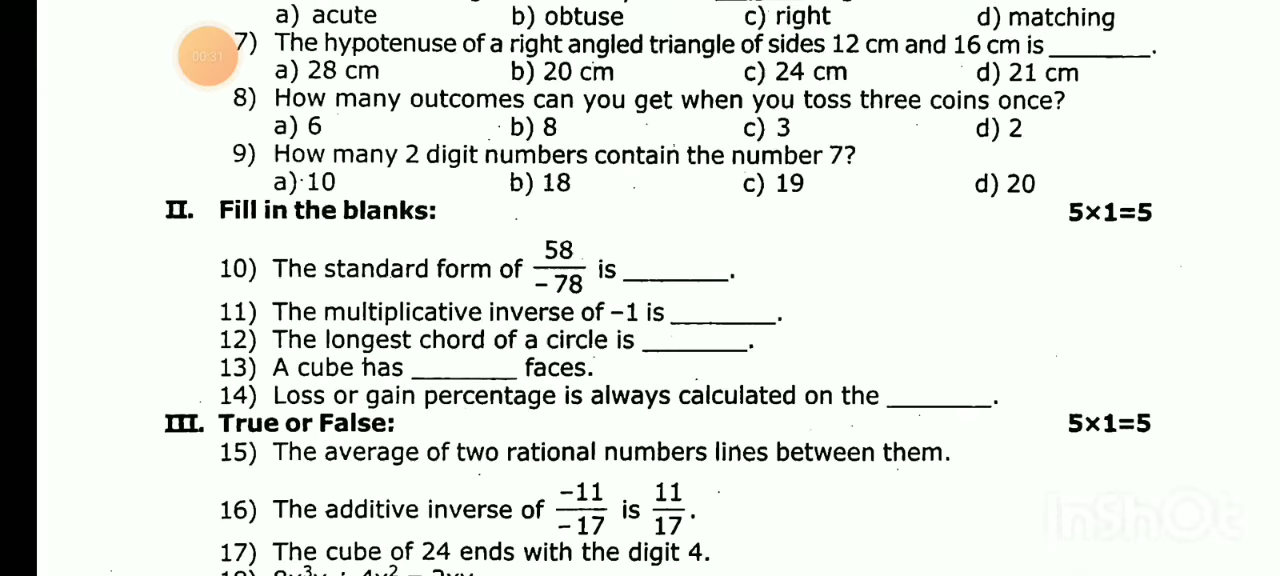 a) acute b) obtuse c) right d) matching
7) The hypotenuse of a right angled triangle of sides 12 cm and 16 cm is ________.
a) 28 cm b) 20 cm c) 24 cm d) 21 cm
8) How many outcomes can you get when you toss three coins once?
a) 6 b) 8 c) 3 d) 2
9) How many 2 digit numbers contain the number 7?
a) 10 b) 18 c) 19 d) 20
II. Fill in the blanks: 5×1=5
10) The standard form of 58/-78 is ________.
11) The multiplicative inverse of -1 is ________.
12) The longest chord of a circle is ________.
13) A cube has ________ faces.
14) Loss or gain percentage is always calculated on the ________.
III. True or False: 5×1=5
15) The average of two rational numbers lines between them.
16) The additive inverse of -11/-17 is 11/17.
17) The cube of 24 ends with the digit 4.
00:31
InShOt